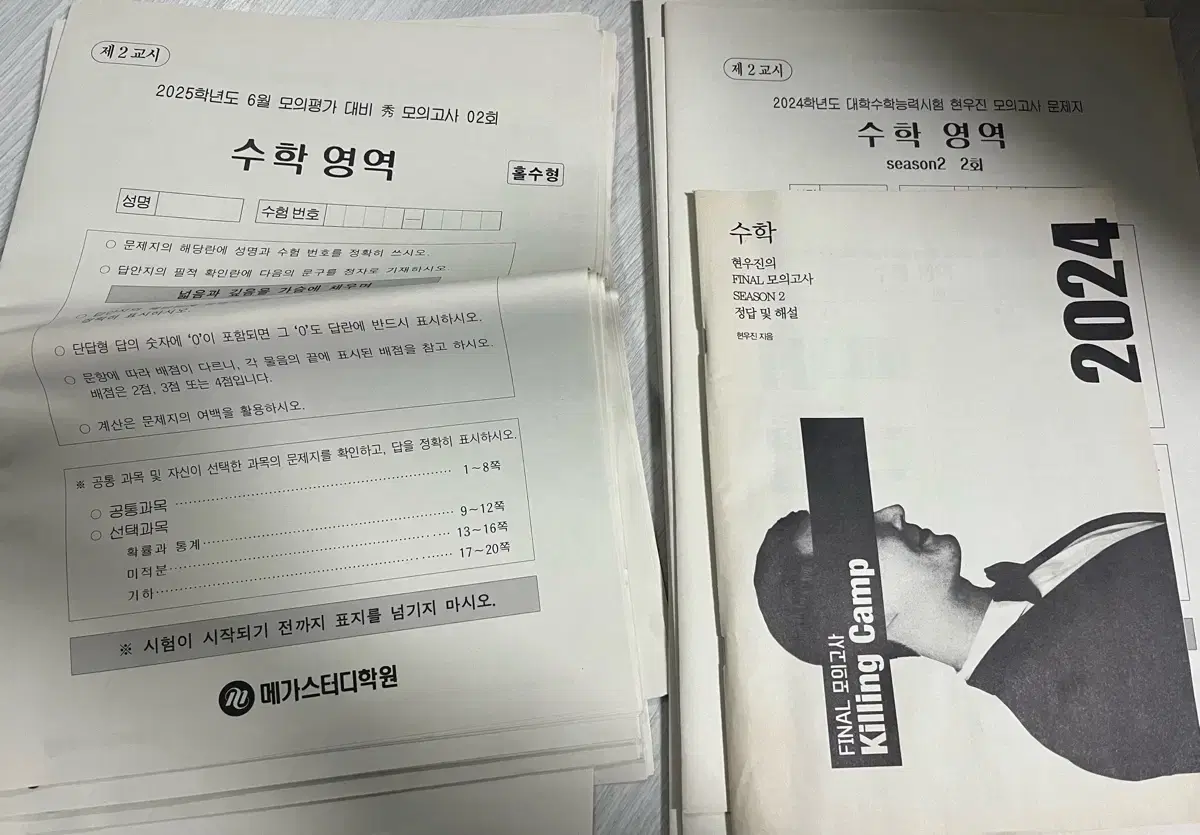 제 2 교시
2025학년도 6월 모의평가 대비 秀 모의고사 02회
수학 영역
홀수형
성명
수험 번호
―
○ 문제지의 해당란에 성명과 수험 번호를 정확히 쓰시오.
○ 답안지의 필적 확인란에 다음의 문구를 정자로 기재하시오
넓음과 깊음을 가슴에 채우며
○ 단답형 답의 숫자에 '0'이 포함되면 그 '0'도 답란에 반드시 표시하시오.
○ 문항에 따라 배점이 다르니, 각 물음의 끝에 표시된 배점을 참고 하시오.
배점은 2점, 3점 또는 4점입니다.
○ 계산은 문제지의 여백을 활용하시오.
※ 공통 과목 및 자신이 선택한 과목의 문제지를 확인하고, 답을 정확히 표시하시오.
○ 공통과목 1~8쪽
○ 선택과목
확률과 통계 9~12쪽
미적분 13~16쪽
기하 17~20쪽
※ 시험이 시작되기 전까지 표지를 넘기지 마시오.
메가스터디학원
제 2 교시
2024학년도 대학수학능력시험 현우진 모의고사 문제지
수학 영역
season2 2회
수학
현우진의
FINAL 모의고사
SEASON 2
정답 및 해설
현우진 지음
2024
FINAL 모의고사
Killing Camp